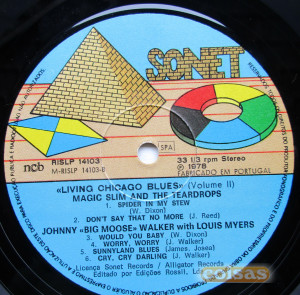 SONET
ncb
RISLP 14103
M-RISLP 14103-B
SPA
33 1/3 rpm Stereo
℗ 1978
FABRICADO EM PORTUGAL
«LIVING CHICAGO BLUES» (Volume II)
MAGIC SLIM AND THE TEARDROPS
1. SPIDER IN MY STEW
(W. Dixon)
2. DON'T SAY THAT NO MORE (J. Reed)
JOHNNY «BIG MOOSE» WALKER with LOUIS MYERS
3. WOULD YOU BABY (W. Dixon)
4. WORRY, WORRY (J. Walker)
5. SUNNYLAND BLUES (James, Josea)
6. CRY, CRY DARLING (J. Walker)
Licença Sonet Records / Alligator Records
Editado por Edições Rossil, 
coisas